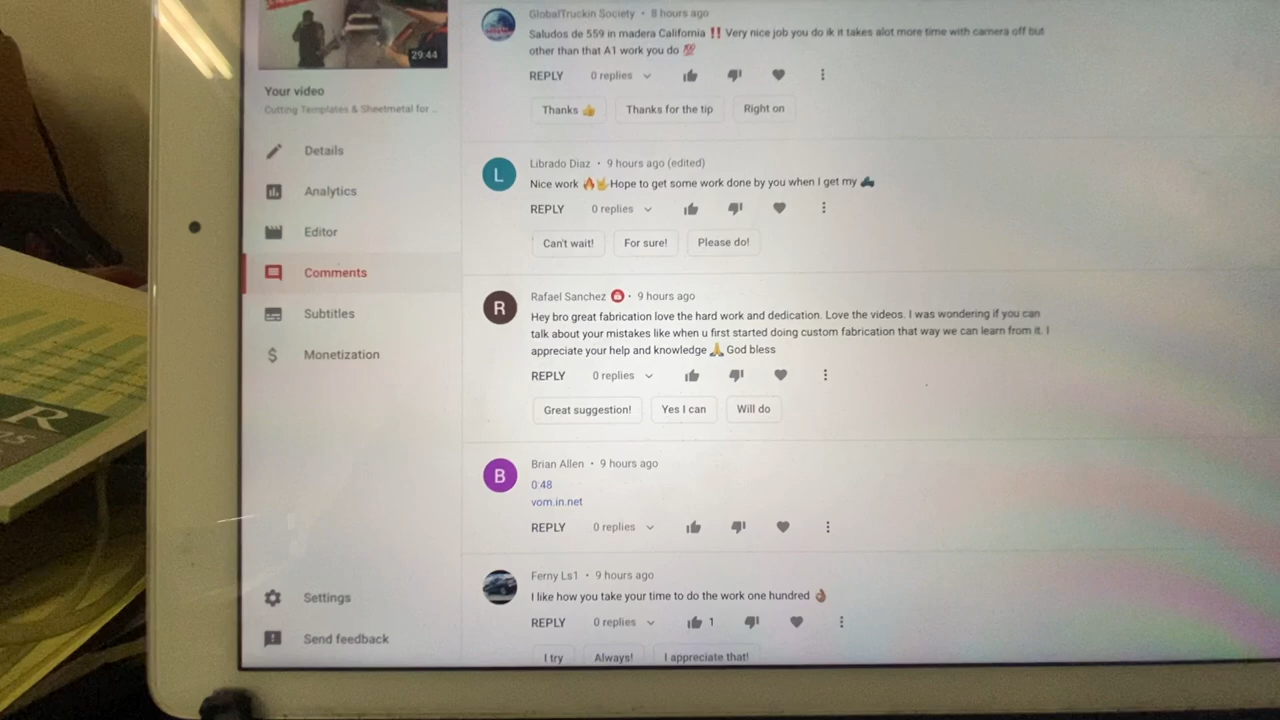 29:44
Your video
Cutting Templates & Sheetmetal for ...
Details
Analytics
Editor
Comments
Subtitles
$ Monetization
Settings
Send feedback
GlobalTruckin Society • 8 hours ago
Saludos de 559 in madera California ‼️ Very nice job you do ik it takes alot more time with camera off but
other than that A1 work you do 💯
REPLY 0 replies
Thanks 👍 Thanks for the tip Right on
L
Librado Diaz • 9 hours ago (edited)
Nice work 🔥🤟Hope to get some work done by you when I get my 🛻
REPLY 0 replies
Can't wait! For sure! Please do!
R
Rafael Sanchez • 9 hours ago
Hey bro great fabrication love the hard work and dedication. Love the videos. I was wondering if you can
talk about your mistakes like when u first started doing custom fabrication that way we can learn from it. I
appreciate your help and knowledge 🙏 God bless
REPLY 0 replies
Great suggestion! Yes I can Will do
B
Brian Allen • 9 hours ago
0:48
vom.in.net
REPLY 0 replies
Ferny Ls1 • 9 hours ago
I like how you take your time to do the work one hundred 👌🏽
REPLY 0 replies 1
I try Always! I appreciate that!
R